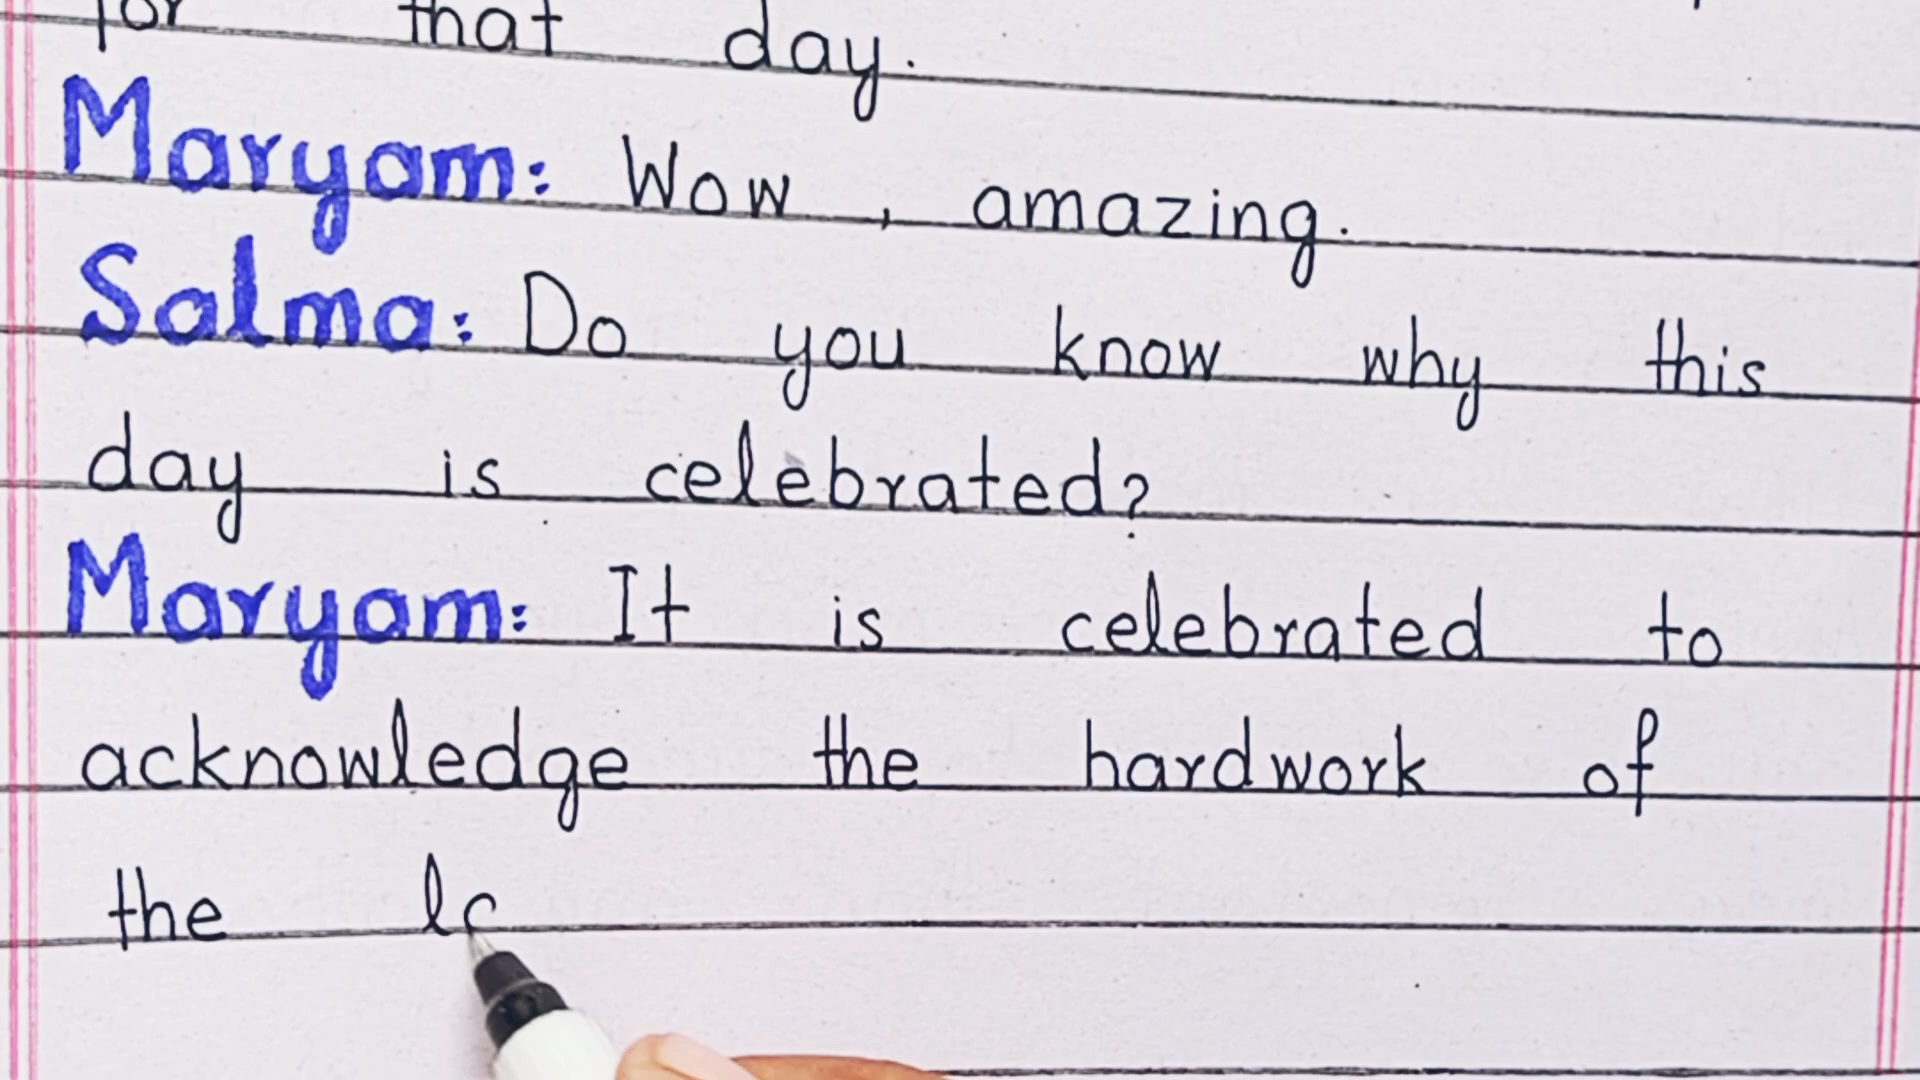 for that day.
Maryam: Wow, amazing.
Salma: Do you know why this
day is celebrated?
Maryam: It is celebrated to
acknowledge the hardwork of
the